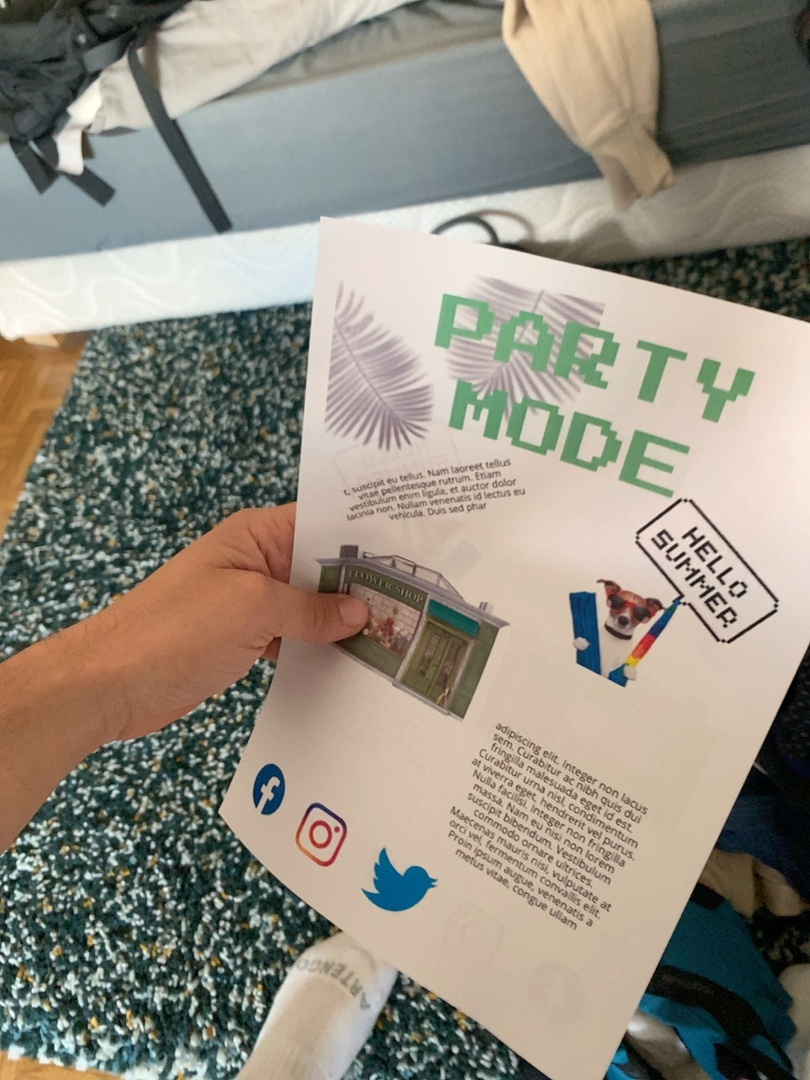 PARTY
MODE
t, suscipit eu tellus. Nam laoreet tellus
vitae pellentesque rutrum. Etiam
vestibulum enim ligula, et auctor dolor
lacinia non. Nullam venenatis id lectus eu
vehicula. Duis sed phar
HELLO
SUMMER
FLOWER SHOP
adipiscing elit. Integer non lacus
sem. Curabitur ac nibh quis dui
fringilla malesuada eget id est.
Curabitur urna nisl, condimentum
at viverra eget, hendrerit vel purus.
Nulla facilisi. Integer non fringilla
massa. Nam eu nisi non lorem
suscipit bibendum. Vestibulum
commodo ornare ultrices.
Maecenas mauris nisi, vulputate at
orci vel, fermentum convallis elit.
Proin ipsum augue, venenatis a
metus vitae, congue ullam
ARTENGO